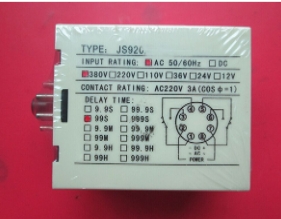 TYPE: JS920
INPUT RATING: AC 50/60Hz DC
380V 220V 110V 36V 24V 12V
CONTACT RATING: AC220V 3A(COS Φ=1)
DELAY TIME:
9.9S 99.9S
99S 999S
9.9M 99.9M
99M 999M
9.9H 99.9H
99H 999H
- DC +
- AC -
POWER